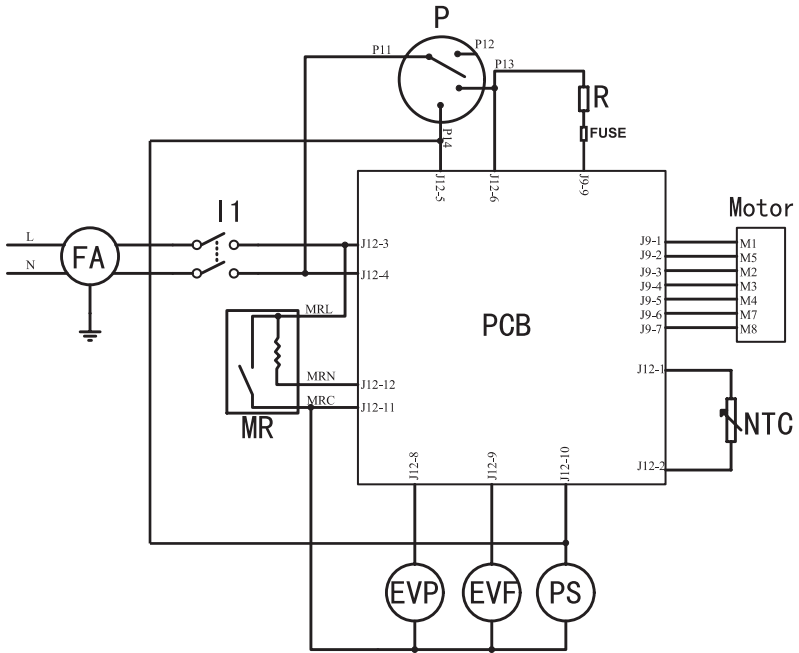 P
P11
P12
P13
P14
R
FUSE
J12-5
J12-6
J9-9
I1
L
N
FA
J12-3
J12-4
Motor
J9-1
J9-2
J9-3
J9-4
J9-5
J9-6
J9-7
M1
M5
M2
M3
M4
M7
M8
PCB
MRL
MRN
MRC
MR
J12-12
J12-11
J12-1
J12-2
NTC
J12-8
J12-9
J12-10
EVP
EVF
PS